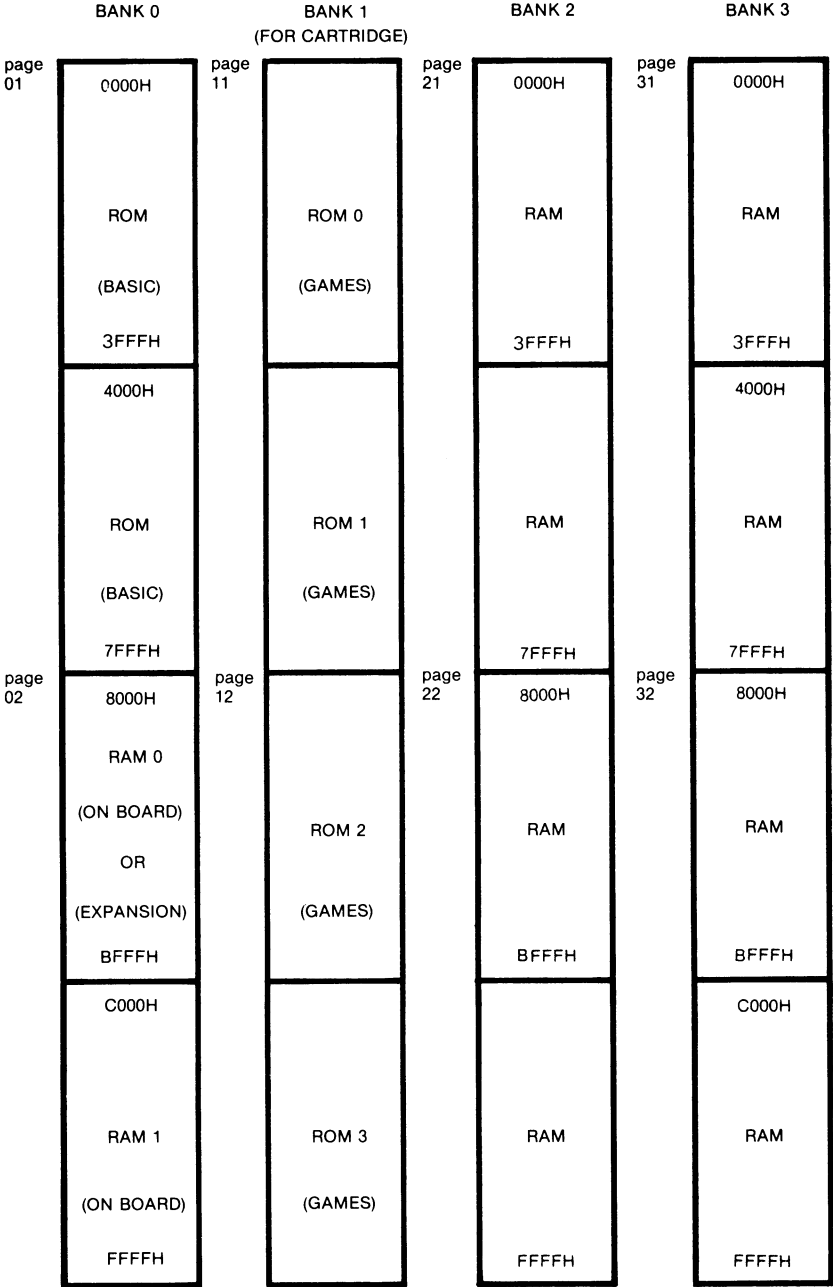 BANK 0
BANK 1
(FOR CARTRIDGE)
BANK 2
BANK 3
page
01
0000H
ROM
(BASIC)
3FFFH
4000H
ROM
(BASIC)
7FFFH
page
02
8000H
RAM 0
(ON BOARD)
OR
(EXPANSION)
BFFFH
C000H
RAM 1
(ON BOARD)
FFFFH
page
11
ROM 0
(GAMES)
ROM 1
(GAMES)
page
12
ROM 2
(GAMES)
ROM 3
(GAMES)
page
21
0000H
RAM
3FFFH
RAM
7FFFH
page
22
8000H
RAM
BFFFH
RAM
FFFFH
page
31
0000H
RAM
3FFFH
4000H
RAM
7FFFH
page
32
8000H
RAM
BFFFH
C000H
RAM
FFFFH